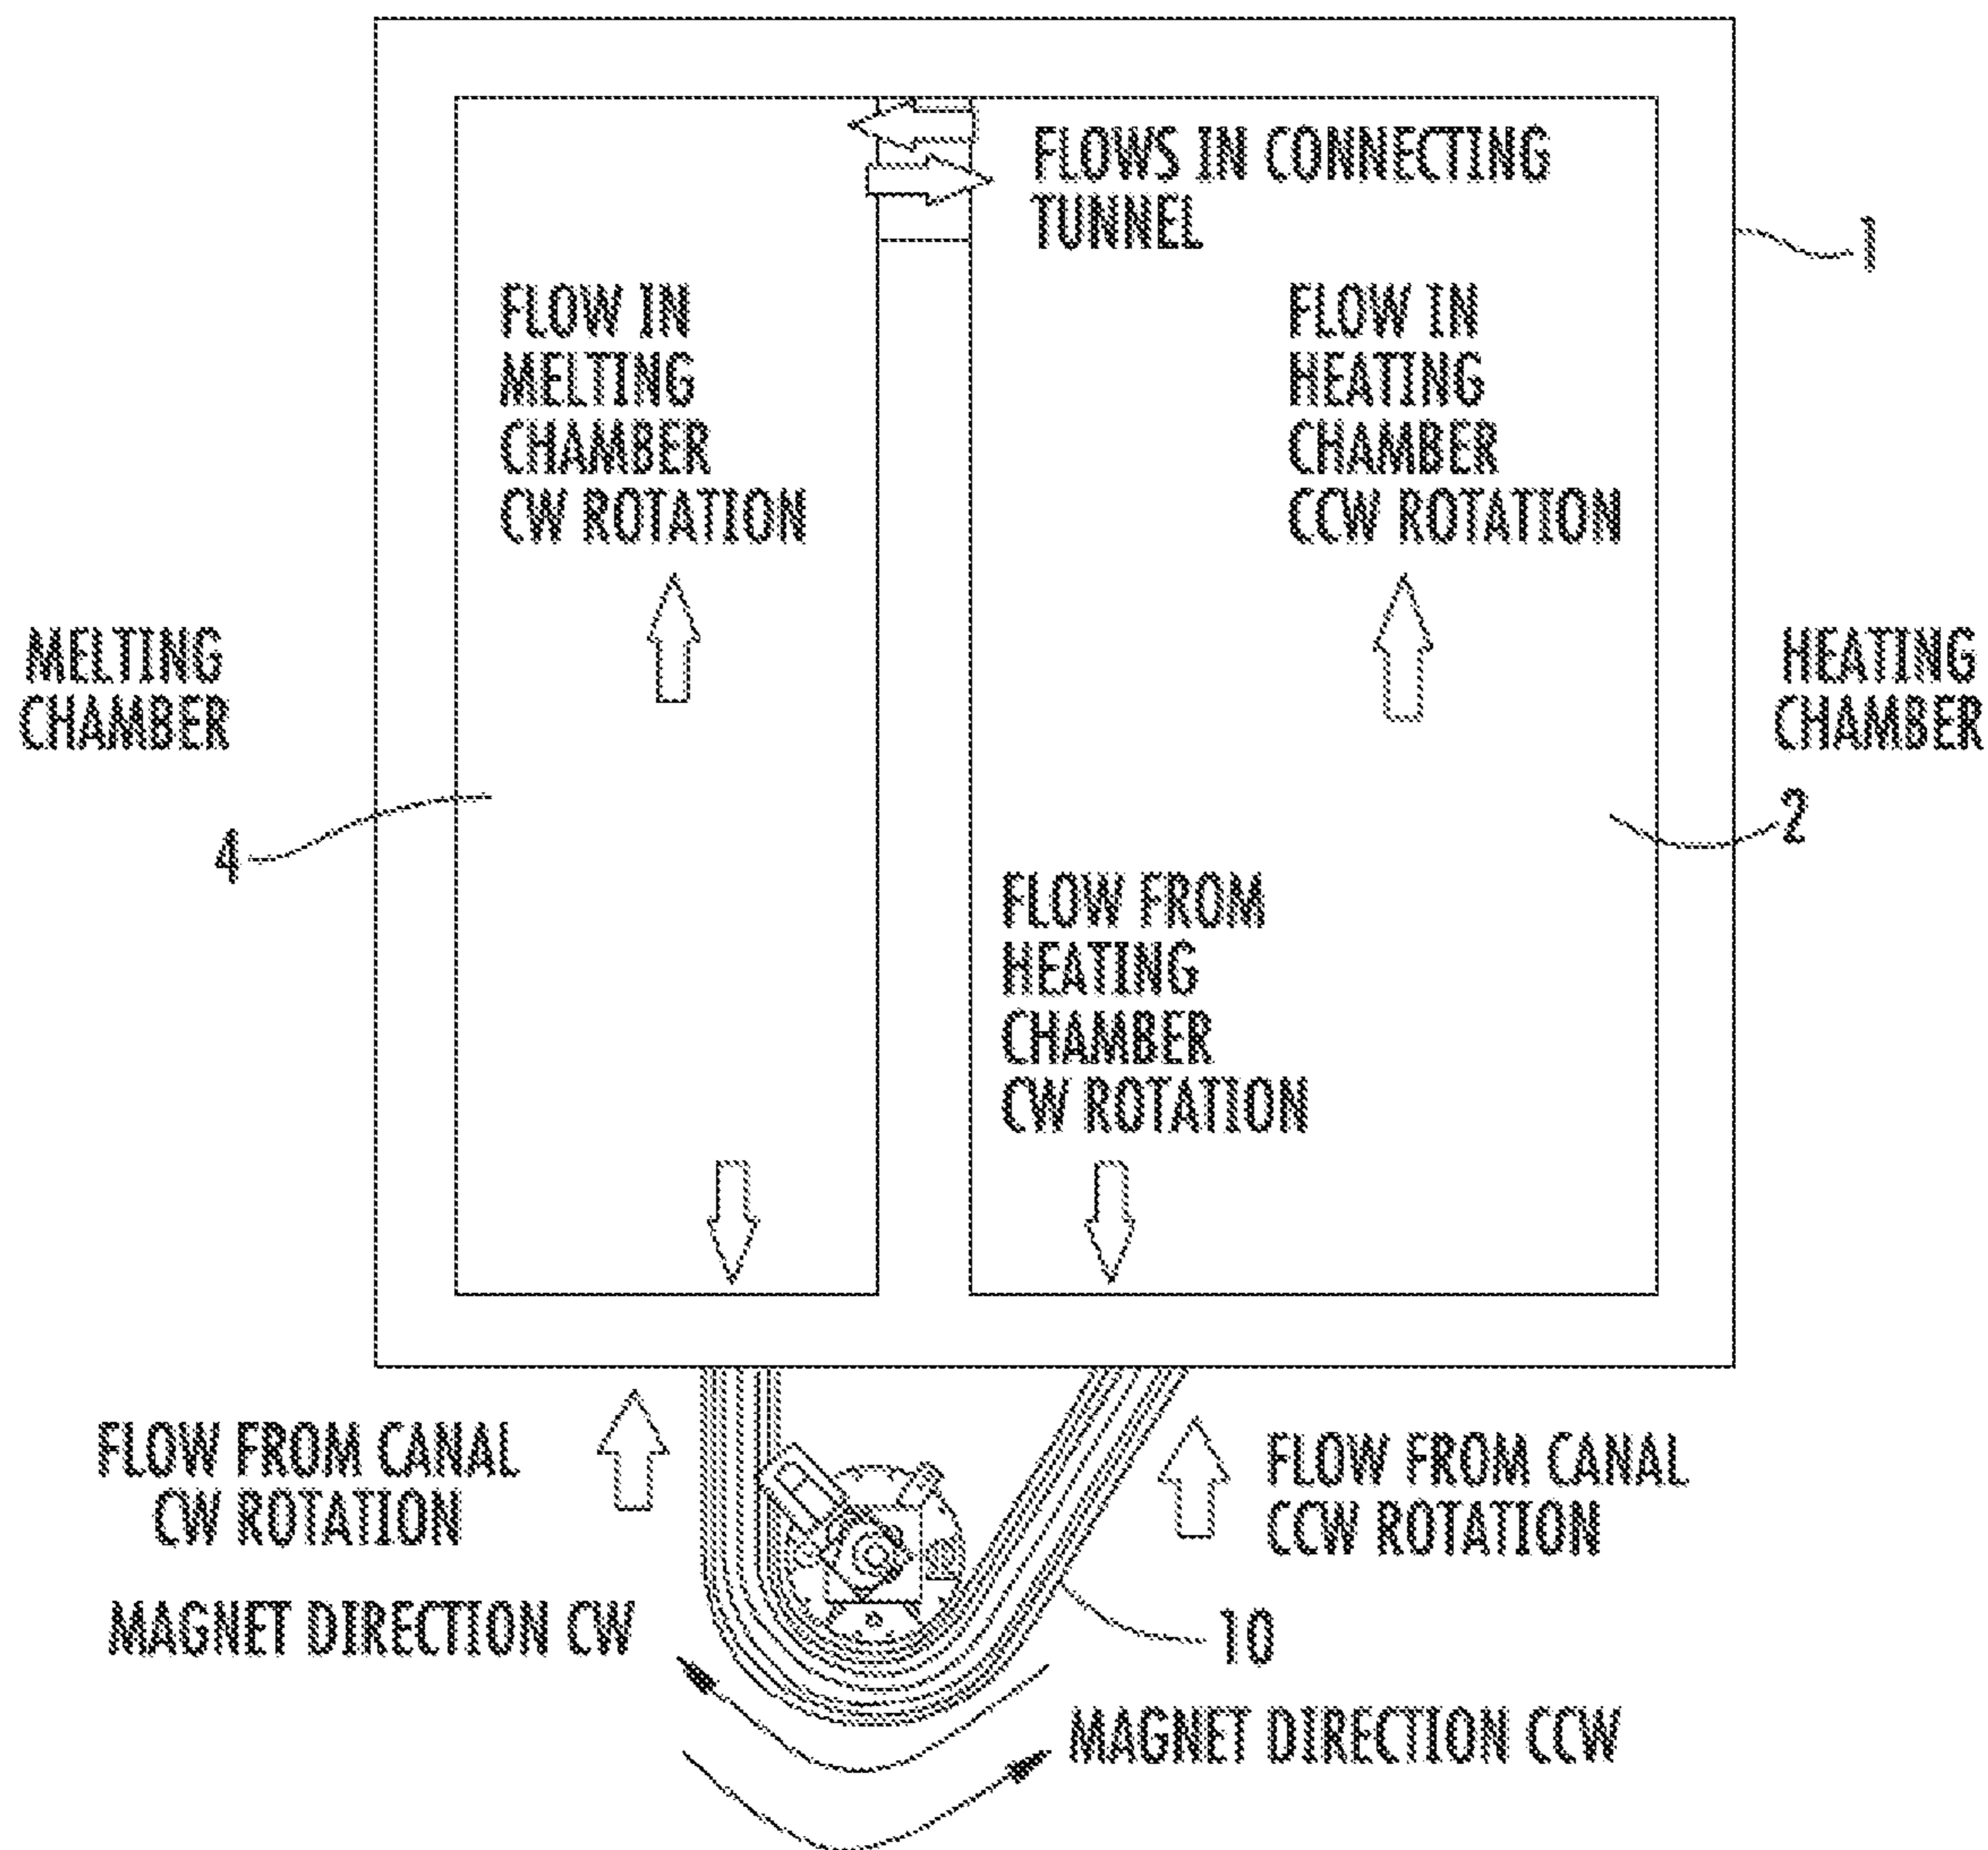 FLOWS IN CONNECTING
TUNNEL
1
FLOW IN
MELTING
CHAMBER
CW ROTATION
FLOW IN
HEATING
CHAMBER
CCW ROTATION
MELTING
CHAMBER
4
HEATING
CHAMBER
2
FLOW FROM
HEATING
CHAMBER
CW ROTATION
FLOW FROM CANAL
CW ROTATION
FLOW FROM CANAL
CCW ROTATION
MAGNET DIRECTION CW
10
MAGNET DIRECTION CCW